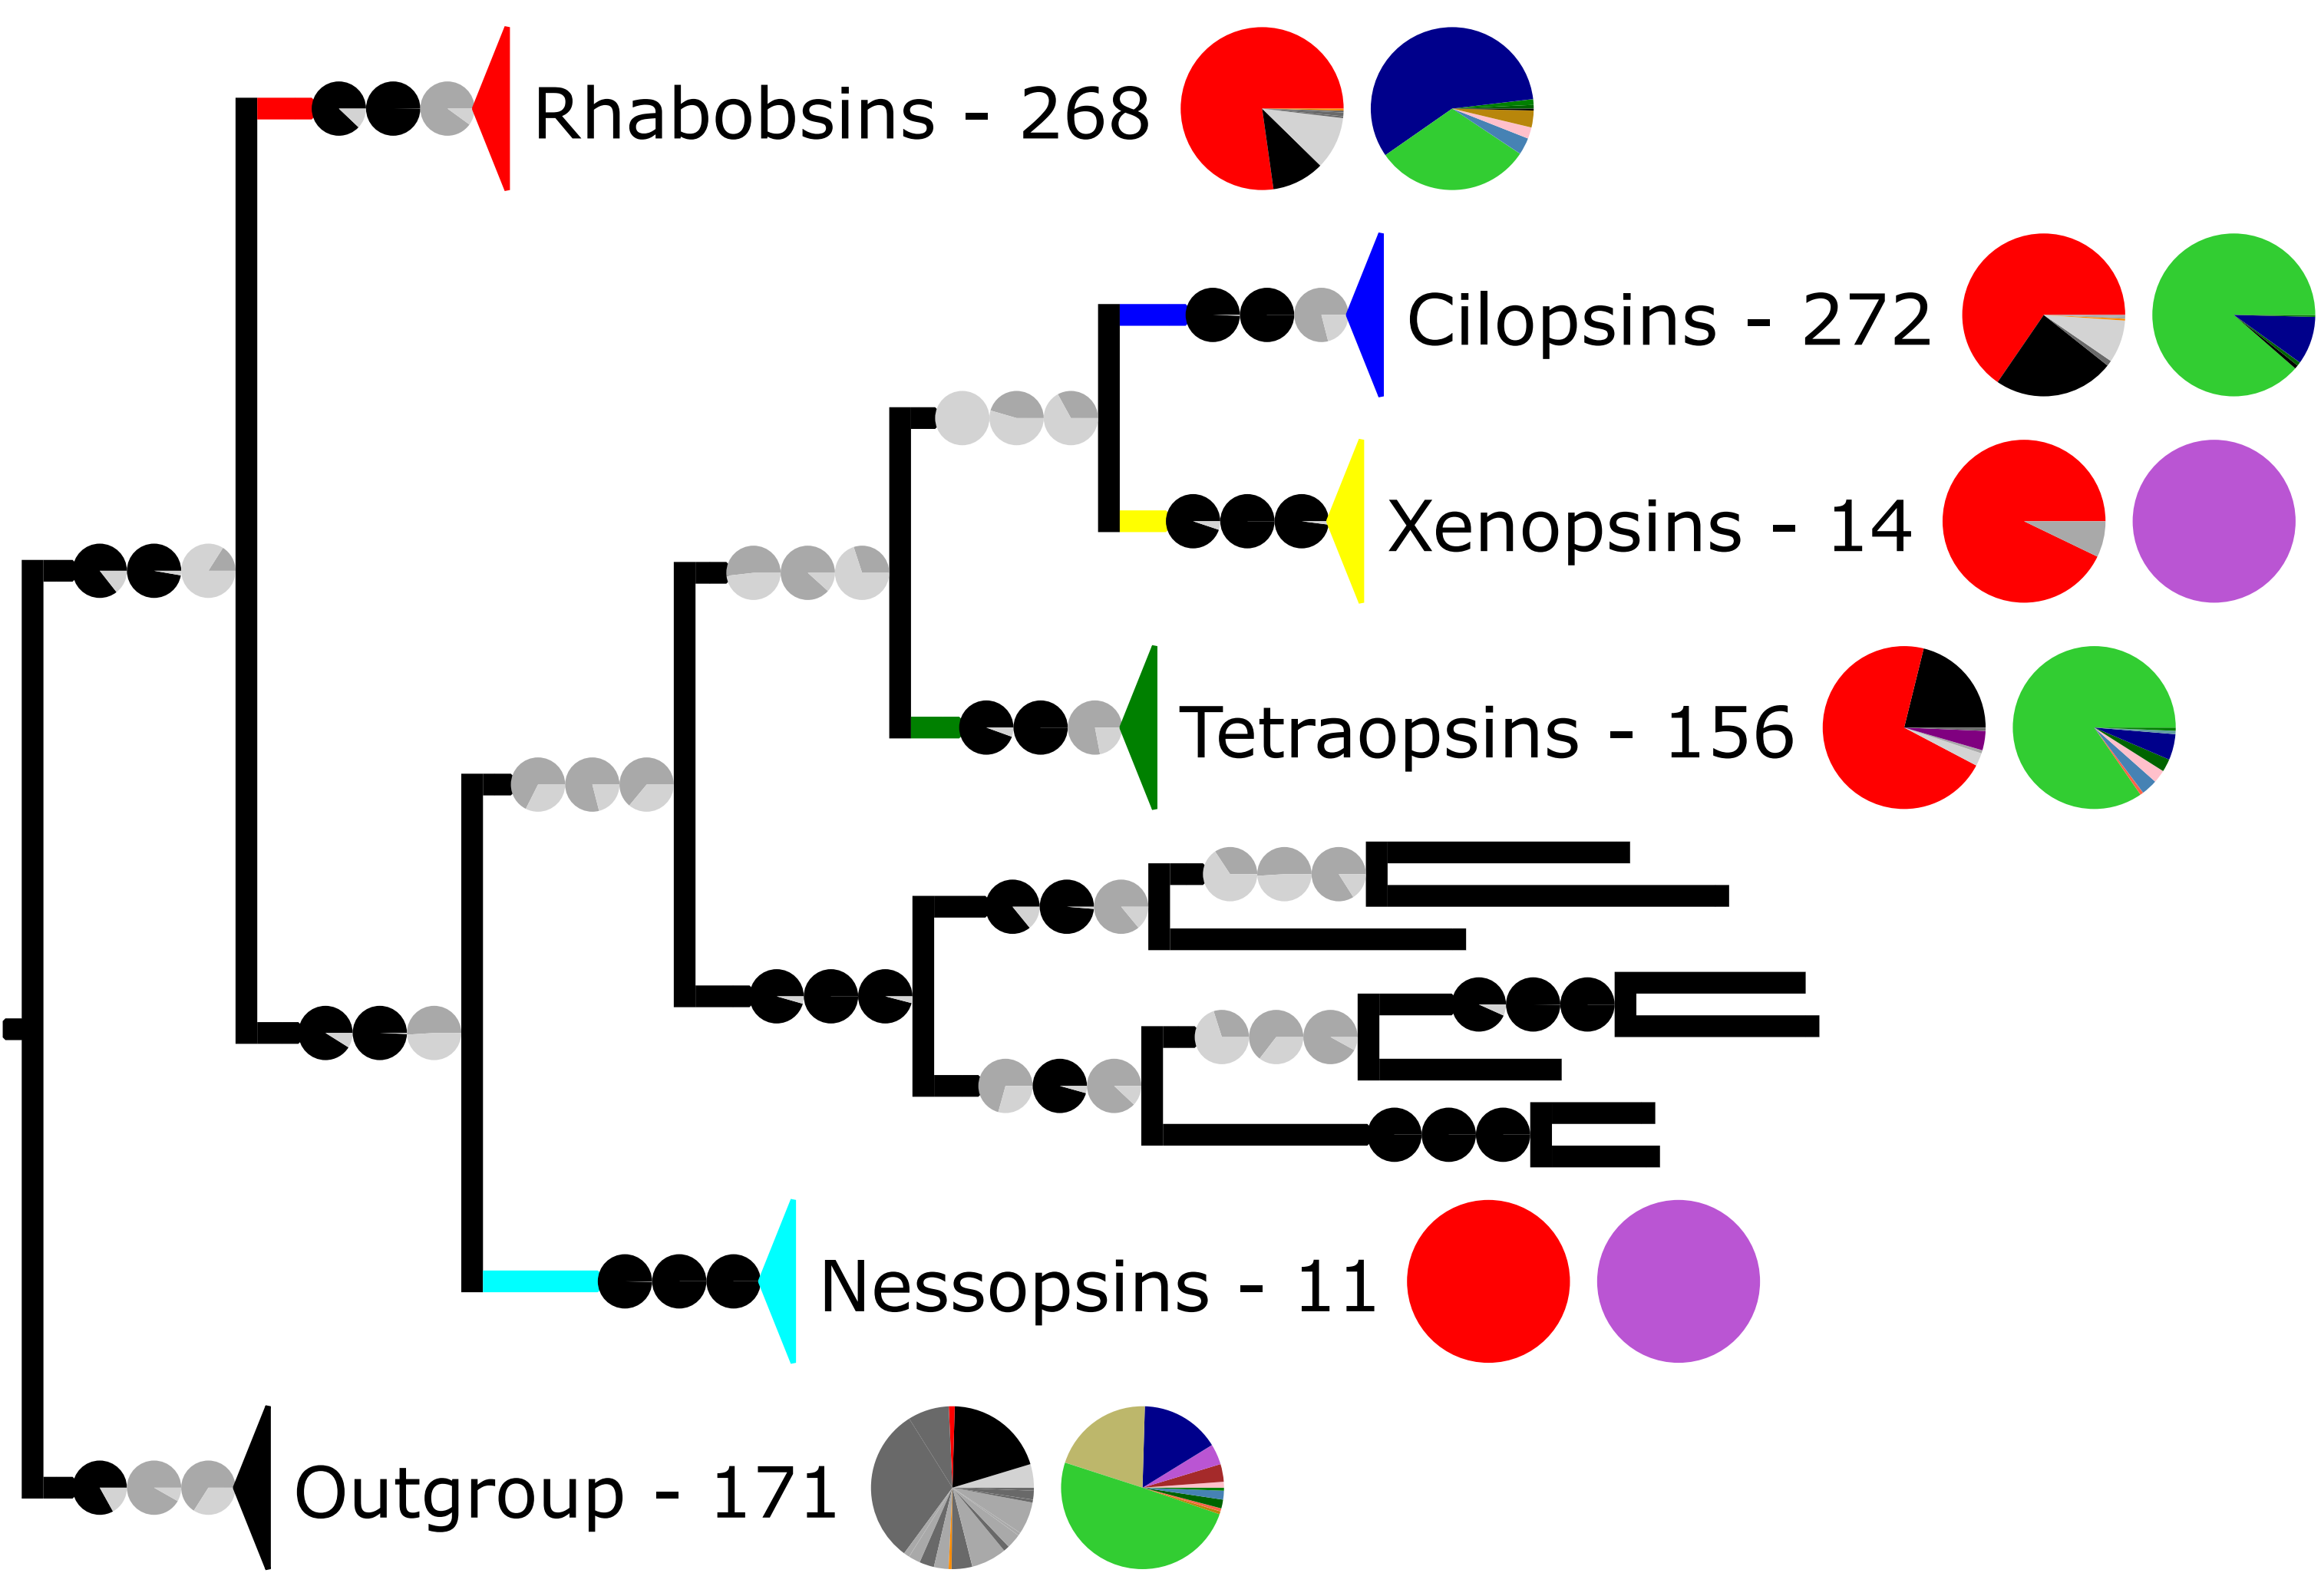 Rhabobsins - 268
Cilopsins - 272
Xenopsins - 14
Tetraopsins - 156
Nessopsins - 11
Outgroup - 171